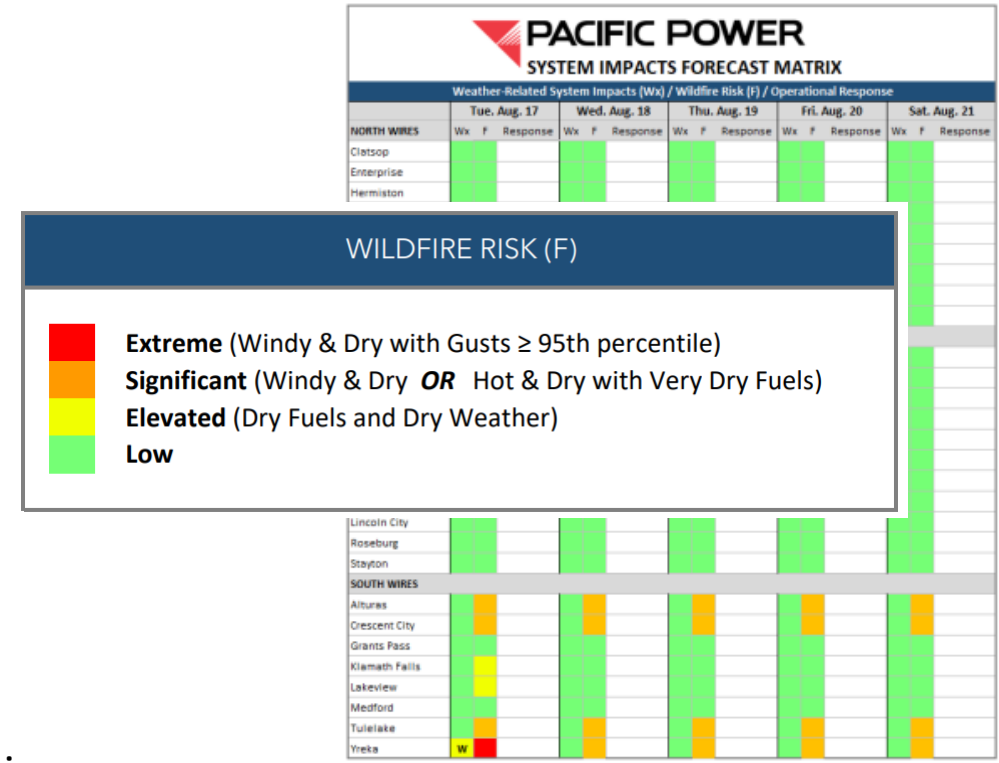 PACIFIC POWER
SYSTEM IMPACTS FORECAST MATRIX
Weather-Related System Impacts (Wx) / Wildfire Risk (F) / Operational Response
Tue. Aug. 17 Wed. Aug. 18 Thu. Aug. 19 Fri. Aug. 20 Sat. Aug. 21
NORTH WIRES Wx F Response Wx F Response Wx F Response Wx F Response Wx F Response
Clatsop
Enterprise
Hermiston
WILDFIRE RISK (F)
Extreme (Windy & Dry with Gusts ≥ 95th percentile)
Significant (Windy & Dry OR Hot & Dry with Very Dry Fuels)
Elevated (Dry Fuels and Dry Weather)
Low
Lincoln City
Roseburg
Stayton
SOUTH WIRES
Alturas
Crescent City
Grants Pass
Klamath Falls
Lakeview
Medford
Tulelake
Yreka W
.